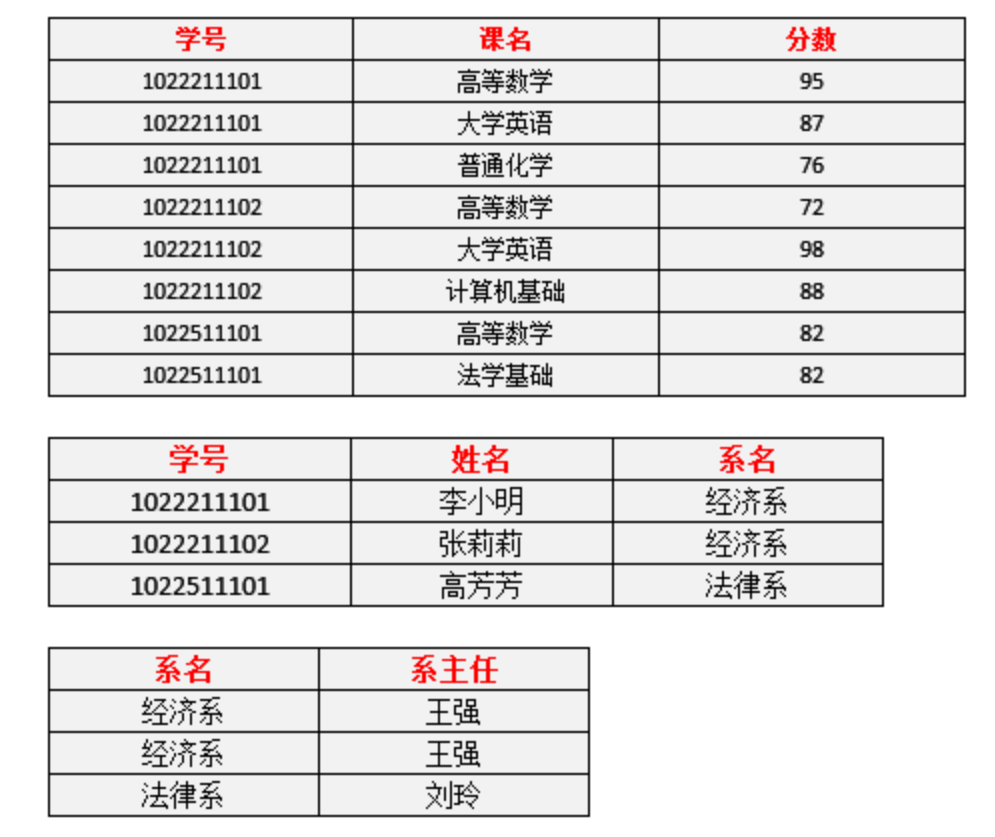 学号 课名 分数
1022211101 高等数学 95
1022211101 大学英语 87
1022211101 普通化学 76
1022211102 高等数学 72
1022211102 大学英语 98
1022211102 计算机基础 88
1022511101 高等数学 82
1022511101 法学基础 82
学号 姓名 系名
1022211101 李小明 经济系
1022211102 张莉莉 经济系
1022511101 高芳芳 法律系
系名 系主任
经济系 王强
经济系 王强
法律系 刘玲